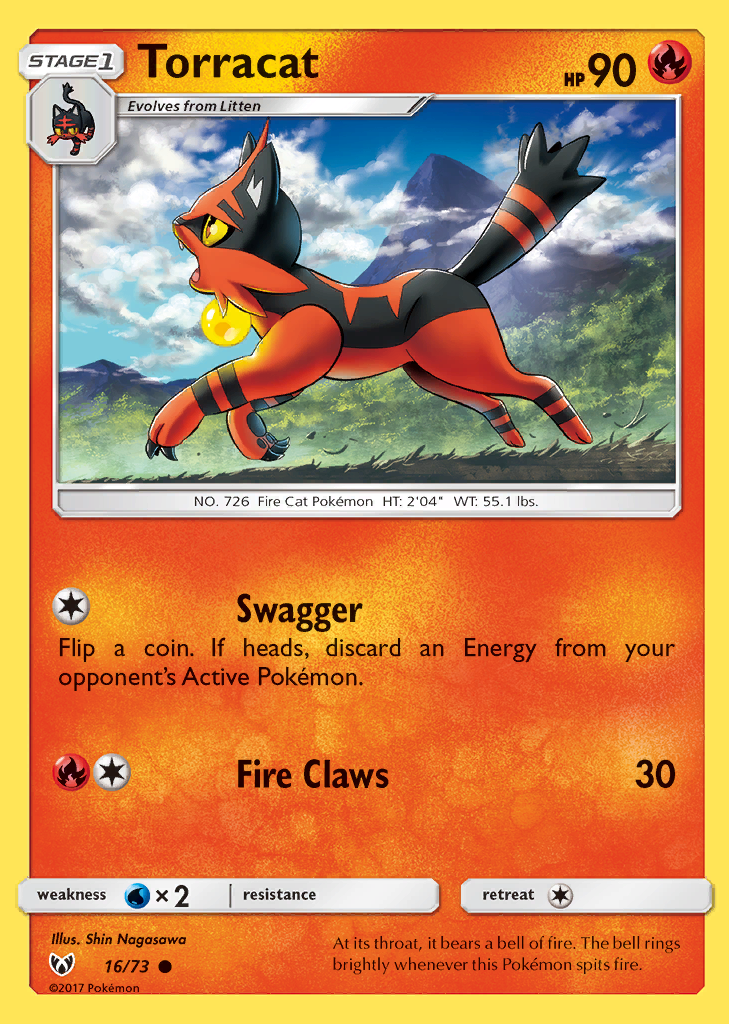 STAGE1
Torracat
HP 90
Evolves from Litten
NO. 726 Fire Cat Pokémon HT: 2'04" WT: 55.1 lbs.
Swagger
Flip a coin. If heads, discard an Energy from your
opponent's Active Pokémon.
Fire Claws 30
weakness ×2 resistance retreat
Illus. Shin Nagasawa
16/73
©2017 Pokémon
At its throat, it bears a bell of fire. The bell rings
brightly whenever this Pokémon spits fire.